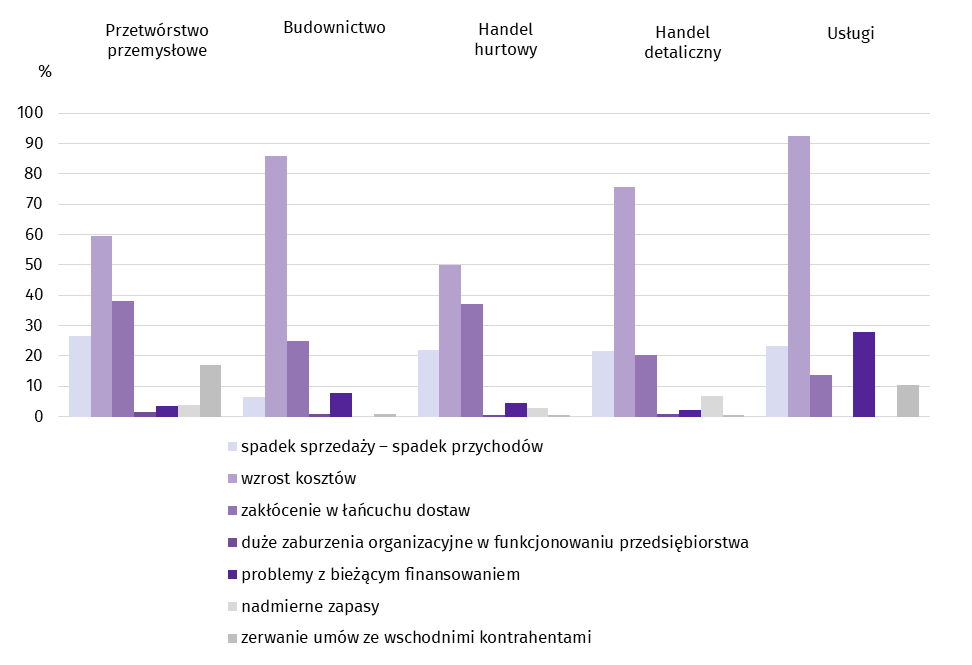 Przetwórstwo
przemysłowe
Budownictwo
Handel
hurtowy
Handel
detaliczny
Usługi
%
100
90
80
70
60
50
40
30
20
10
0
spadek sprzedaży – spadek przychodów
wzrost kosztów
zakłócenie w łańcuchu dostaw
duże zaburzenia organizacyjne w funkcjonowaniu przedsiębiorstwa
problemy z bieżącym finansowaniem
nadmierne zapasy
zerwanie umów ze wschodnimi kontrahentami